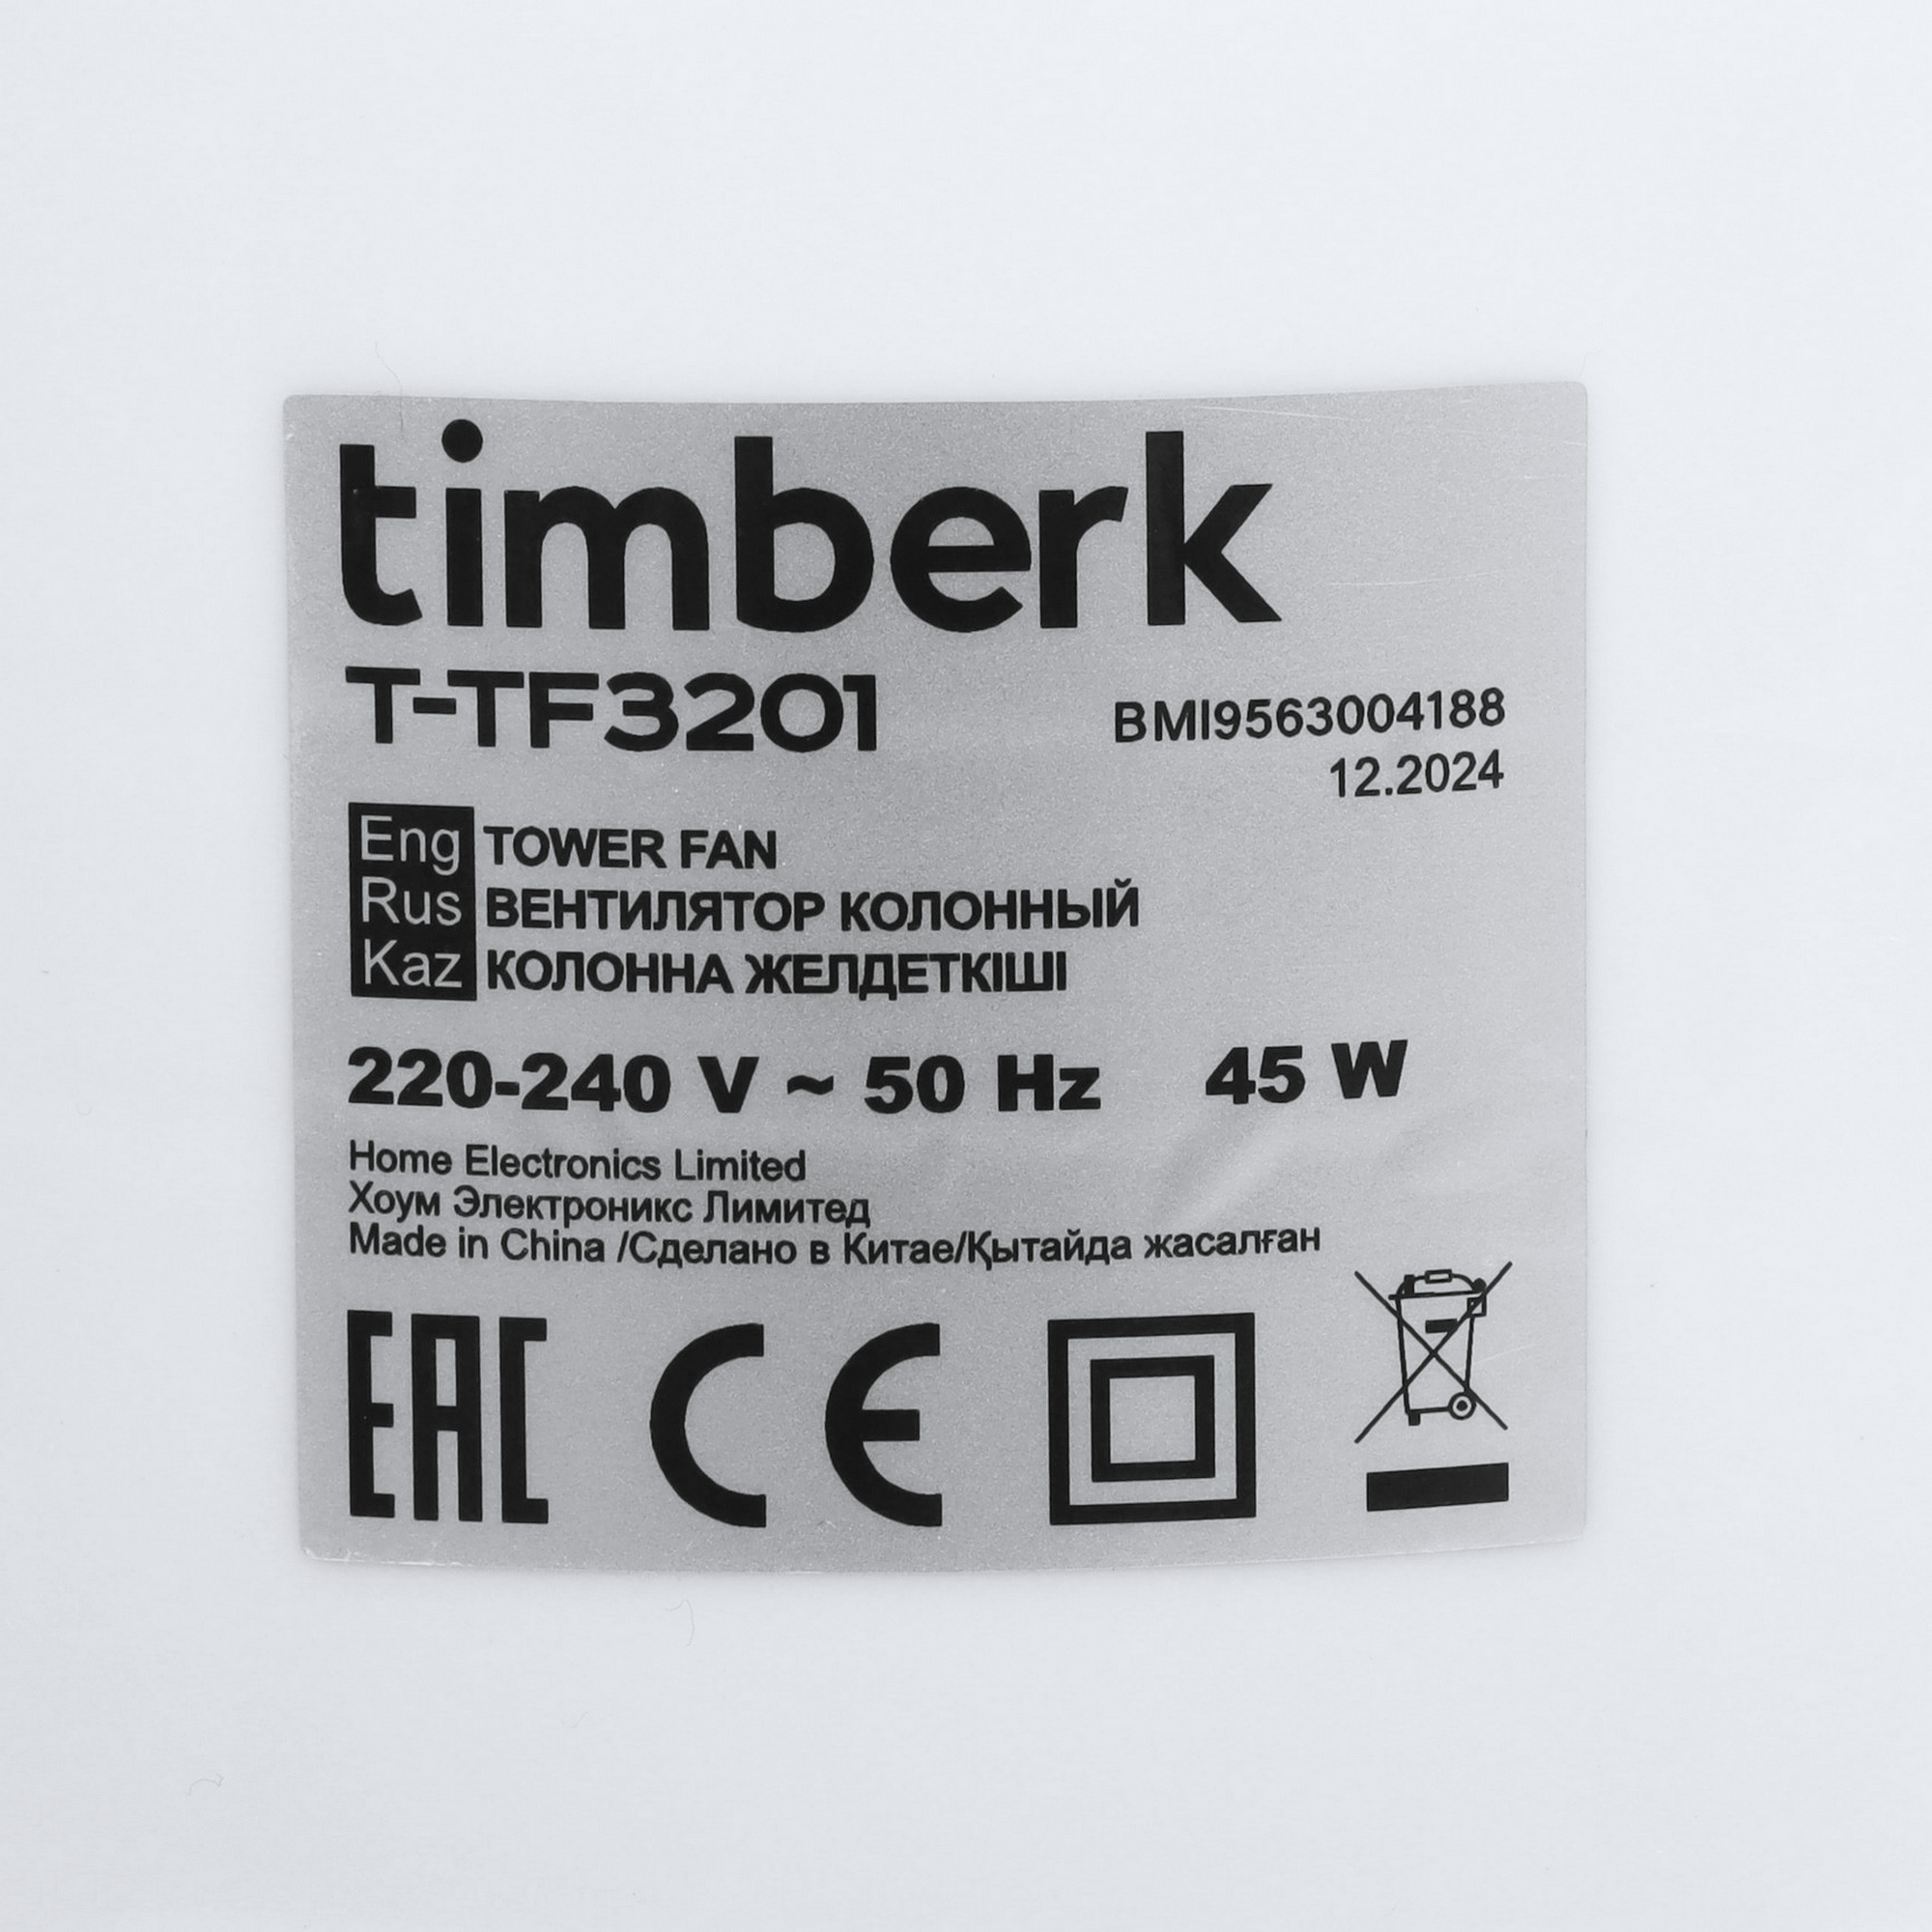 timberk
T-TF3201
BMI9563004188
12.2024
Eng TOWER FAN
Rus ВЕНТИЛЯТОР КОЛОННЫЙ
Kaz КОЛОННА ЖЕЛДЕТКІШІ
220-240 V ~ 50 Hz 45 W
Home Electronics Limited
Хоум Электроникс Лимитед
Made in China /Сделано в Китае/Қытайда жасалған
EAC CE